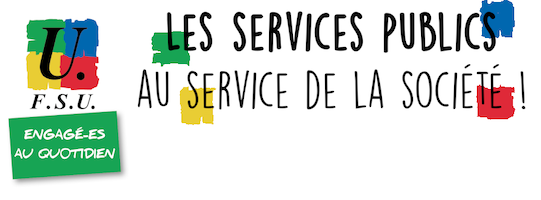 U.
F.S.U.
ENGAGÉ-ES
AU QUOTIDIEN
LES SERVICES PUBLICS
AU SERVICE DE LA SOCIÉTÉ !